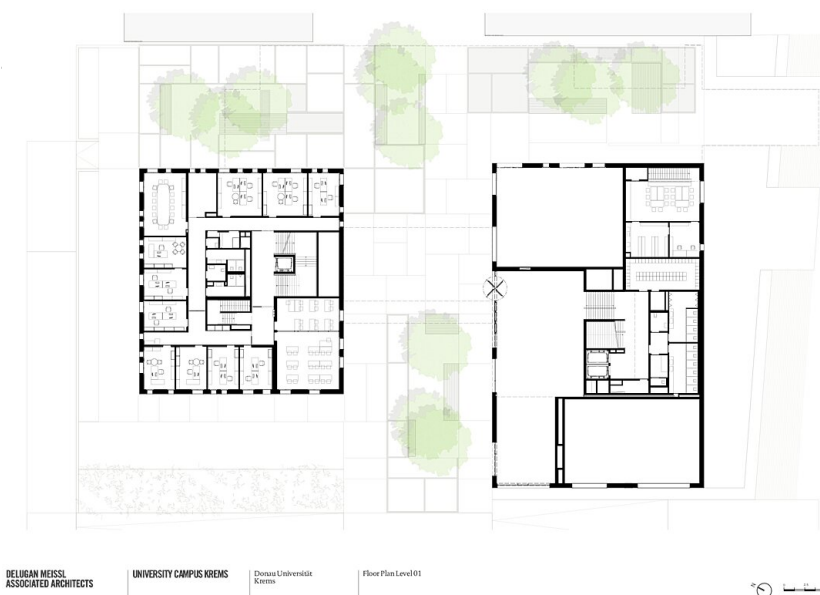 DELUGAN MEISSL
ASSOCIATED ARCHITECTS
UNIVERSITY CAMPUS KREMS
Donau Universität
Krems
Floor Plan Level 01
N